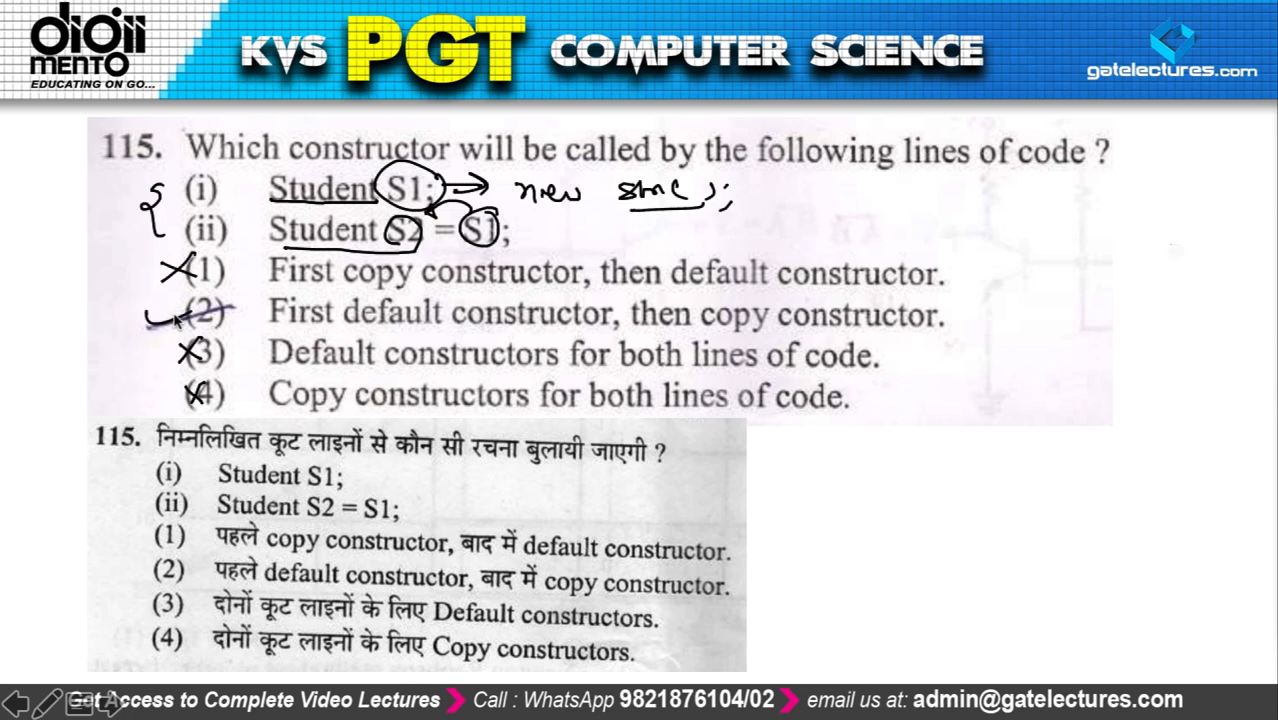 digii
MENTO
EDUCATING ON GO...
KVS PGT COMPUTER SCIENCE
gatelectures.com
115. Which constructor will be called by the following lines of code ?
(i) Student S1; new
(ii) Student S2 = S1;
(1) First copy constructor, then default constructor.
(2) First default constructor, then copy constructor.
(3) Default constructors for both lines of code.
(4) Copy constructors for both lines of code.
115. निम्नलिखित कूट लाइनों से कौन सी रचना बुलायी जाएगी ?
(i) Student S1;
(ii) Student S2 = S1;
(1) पहले copy constructor, बाद में default constructor.
(2) पहले default constructor, बाद में copy constructor.
(3) दोनों कूट लाइनों के लिए Default constructors.
(4) दोनों कूट लाइनों के लिए Copy constructors.
Get Access to Complete Video Lectures Call : WhatsApp 9821876104/02 email us at: admin@gatelectures.com